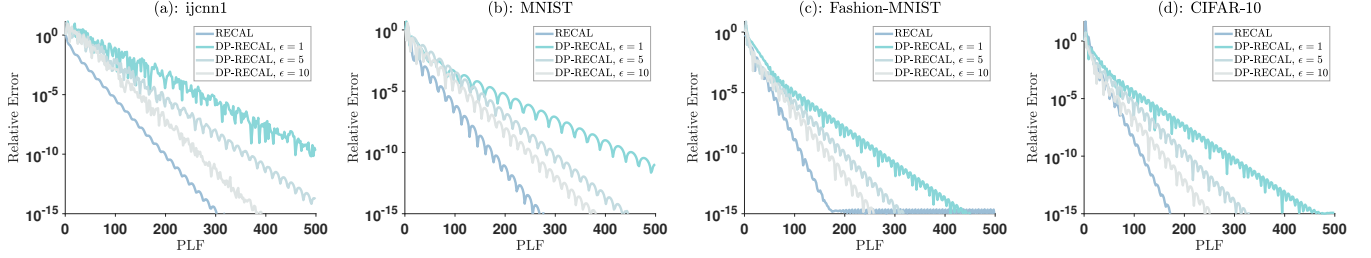 (a): ijcnn1
RECAL
DP-RECAL, ϵ = 1
DP-RECAL, ϵ = 5
DP-RECAL, ϵ = 10
Relative Error
10^0
10^-5
10^-10
10^-15
0 100 200 300 400 500
PLF
(b): MNIST
RECAL
DP-RECAL, ϵ = 1
DP-RECAL, ϵ = 5
DP-RECAL, ϵ = 10
Relative Error
10^0
10^-5
10^-10
10^-15
0 100 200 300 400 500
PLF
(c): Fashion-MNIST
RECAL
DP-RECAL, ϵ = 1
DP-RECAL, ϵ = 5
DP-RECAL, ϵ = 10
Relative Error
10^0
10^-5
10^-10
10^-15
0 100 200 300 400 500
PLF
(d): CIFAR-10
RECAL
DP-RECAL, ϵ = 1
DP-RECAL, ϵ = 5
DP-RECAL, ϵ = 10
Relative Error
10^0
10^-5
10^-10
10^-15
0 100 200 300 400 500
PLF